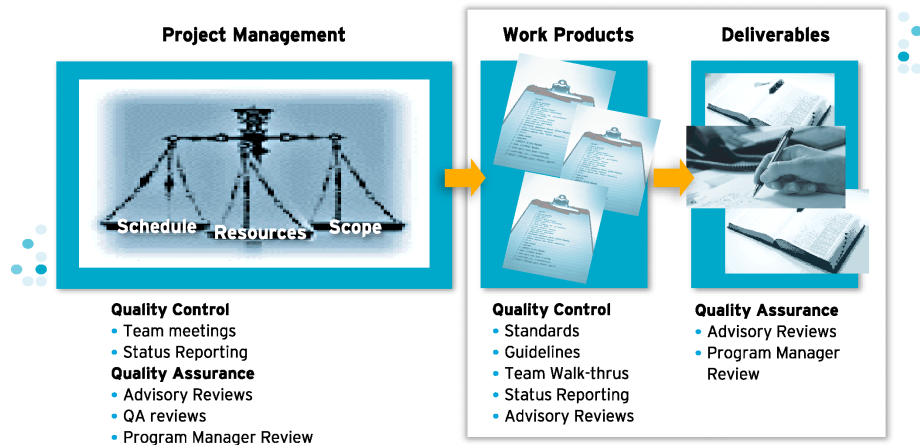 Project Management
Schedule
Resources
Scope
Quality Control
• Team meetings
• Status Reporting
Quality Assurance
• Advisory Reviews
• QA reviews
• Program Manager Review
Work Products
Quality Control
• Standards
• Guidelines
• Team Walk-thrus
• Status Reporting
• Advisory Reviews
Deliverables
Quality Assurance
• Advisory Reviews
• Program Manager
Review